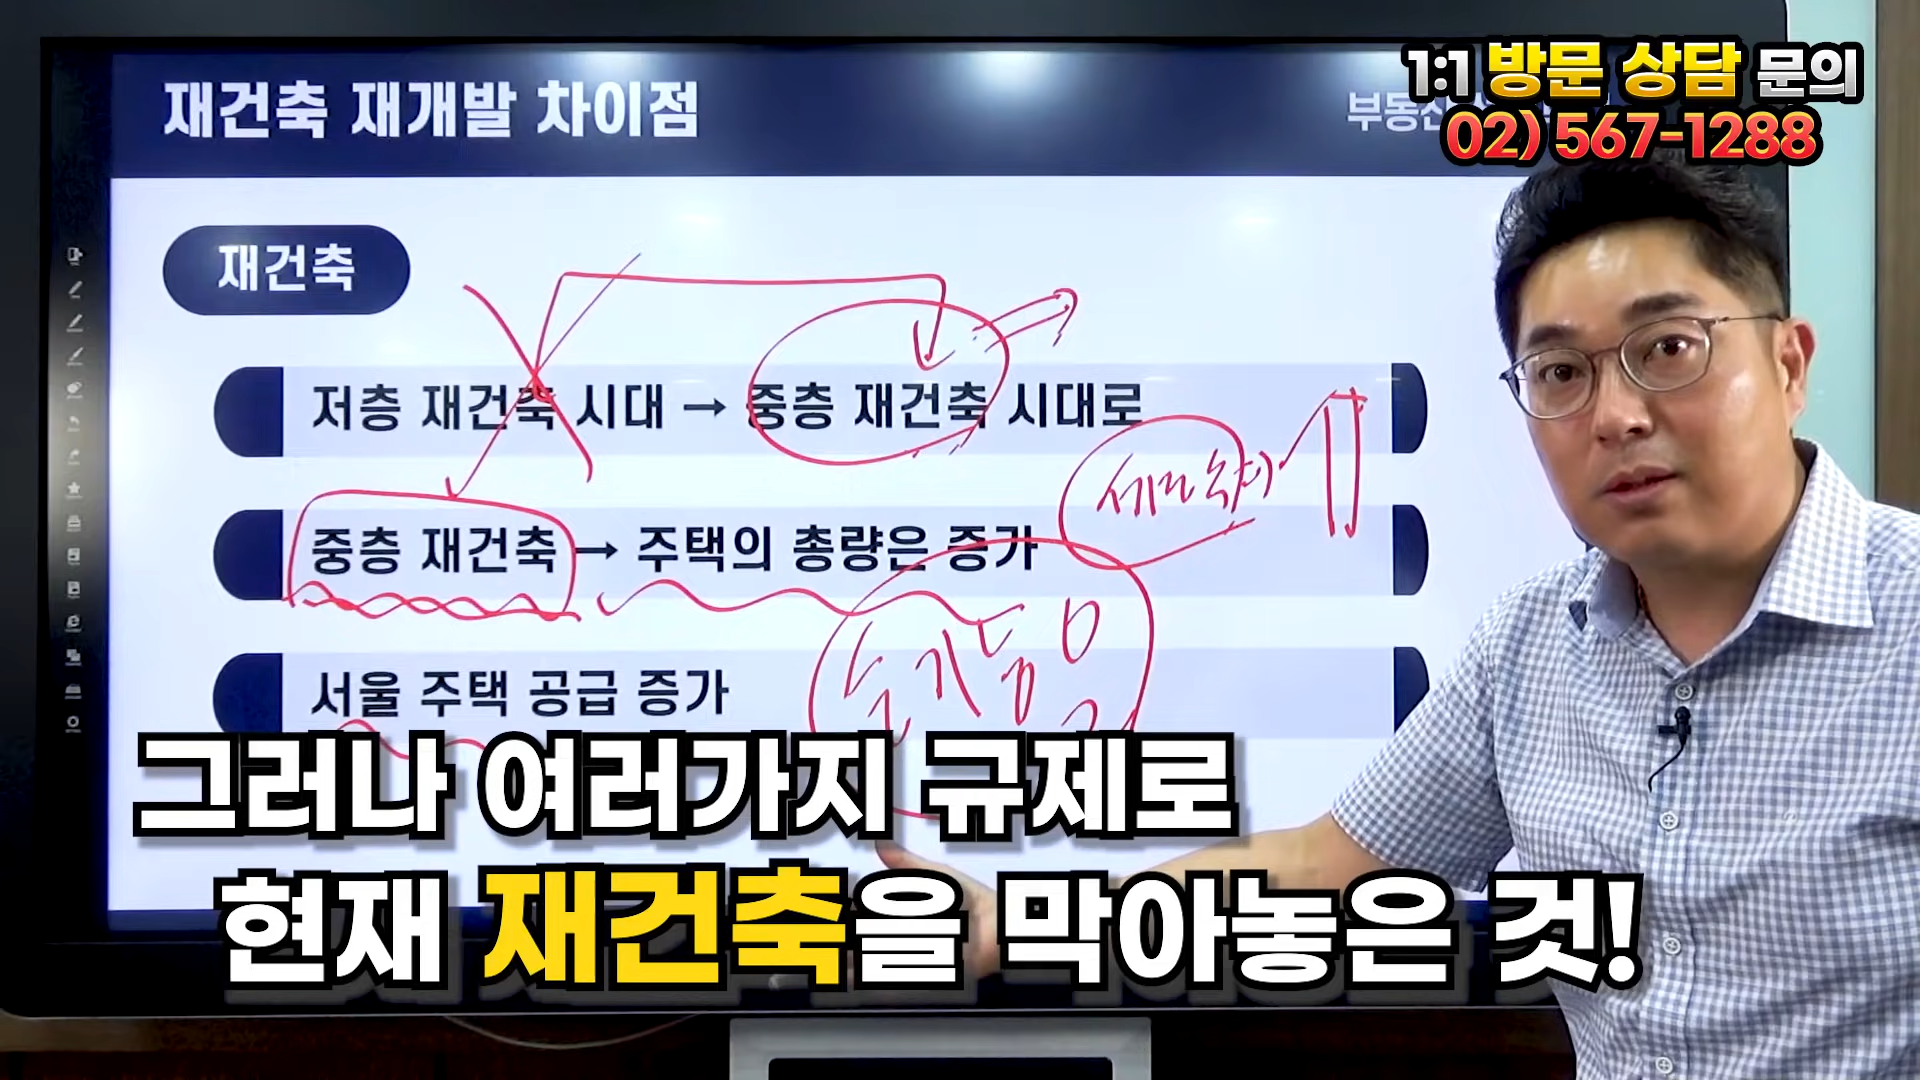 재건축 재개발 차이점
부동산
1:1 방문 상담 문의
02) 567-1288
재건축
저층 재건축 시대 → 중층 재건축 시대로
중층 재건축 → 주택의 총량은 증가
서울 주택 공급 증가
그러나 여러가지 규제로
현재 재건축을 막아놓은 것!